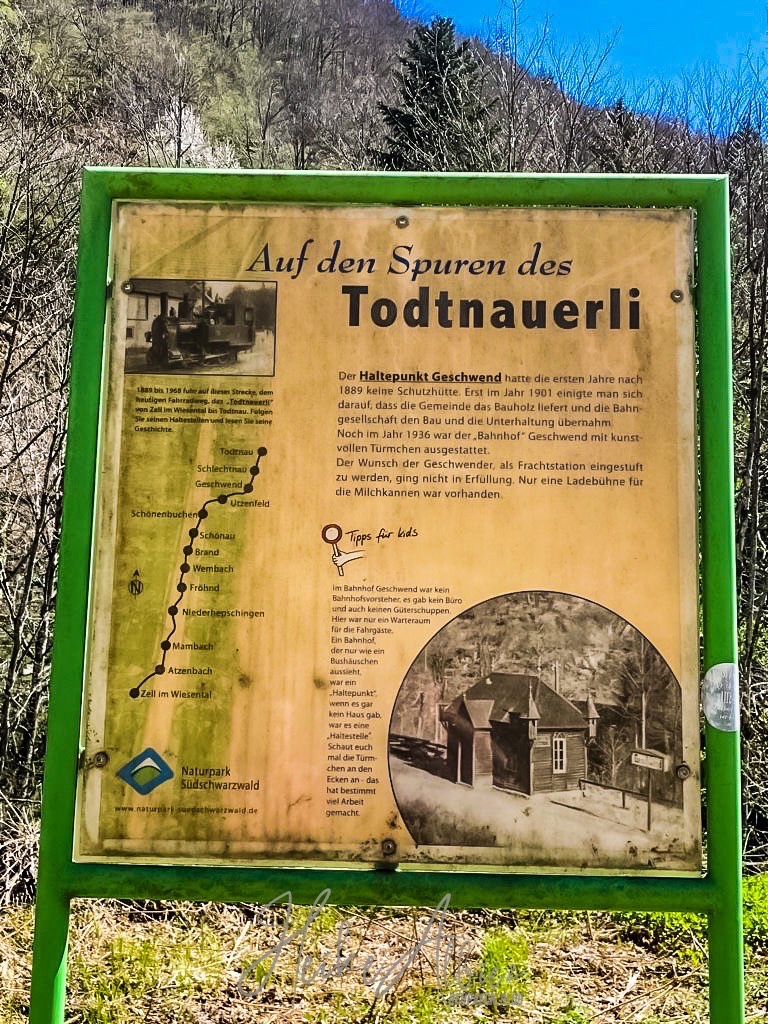 Auf den Spuren des
Todtnauerli
1889 bis 1968 fuhr auf dieser Strecke, dem
heutigen Fahrradweg, das „Todtnauerli"
von Zell im Wiesental bis Todtnau. Folgen
Sie seinen Haltestellen und lesen Sie seine
Geschichte.
Der Haltepunkt Geschwend hatte die ersten Jahre nach
1889 keine Schutzhütte. Erst im Jahr 1901 einigte man sich
darauf, dass die Gemeinde das Bauholz liefert und die Bahn-
gesellschaft den Bau und die Unterhaltung übernahm.
Noch im Jahr 1936 war der „Bahnhof" Geschwend mit kunst-
vollen Türmchen ausgestattet.
Der Wunsch der Geschwender, als Frachtstation eingestuft
zu werden, ging nicht in Erfüllung. Nur eine Ladebühne für
die Milchkannen war vorhanden.
Todtnau
Schlechtnau
Geschwend
Utzenfeld
Schönenbuchen
Schönau
Brand
Wembach
Fröhnd
Niederhepschingen
Mambach
Atzenbach
Zell im Wiesental
N
Tipps für Kids
Im Bahnhof Geschwend war kein
Bahnhofsvorsteher, es gab kein Büro
und auch keinen Güterschuppen.
Hier war nur ein Warteraum
für die Fahrgäste.
Ein Bahnhof,
der nur wie ein
Bushäuschen
aussieht,
war ein
„Haltepunkt",
wenn es gar
kein Haus gab,
war es eine
„Haltestelle".
Schaut euch
mal die Türm-
chen an den
Ecken an - das
hat bestimmt
viel Arbeit
gemacht.
Naturpark
Südschwarzwald
www.naturpark-suedschwarzwald.de